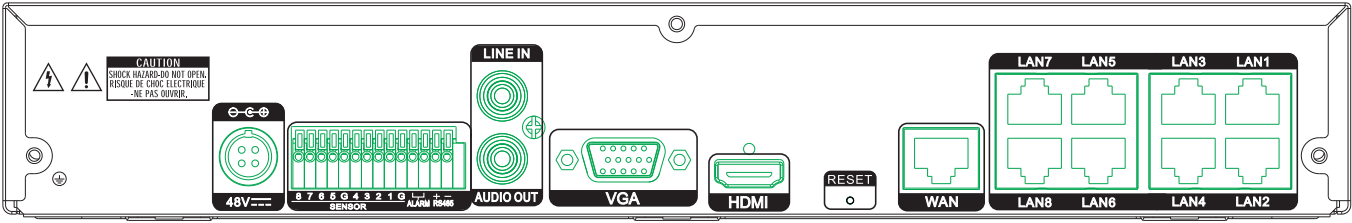 CAUTION
SHOCK HAZARD-DO NOT OPEN.
RISQUE DE CHOC ELECTRIQUE
-NE PAS OUVRIR.
48V
8 7 6 5 G 4 3 2 1 G
SENSOR
ALARM
+ −
RS485
LINE IN
AUDIO OUT
VGA
HDMI
RESET
WAN
LAN7 LAN5 LAN3 LAN1
LAN8 LAN6 LAN4 LAN2